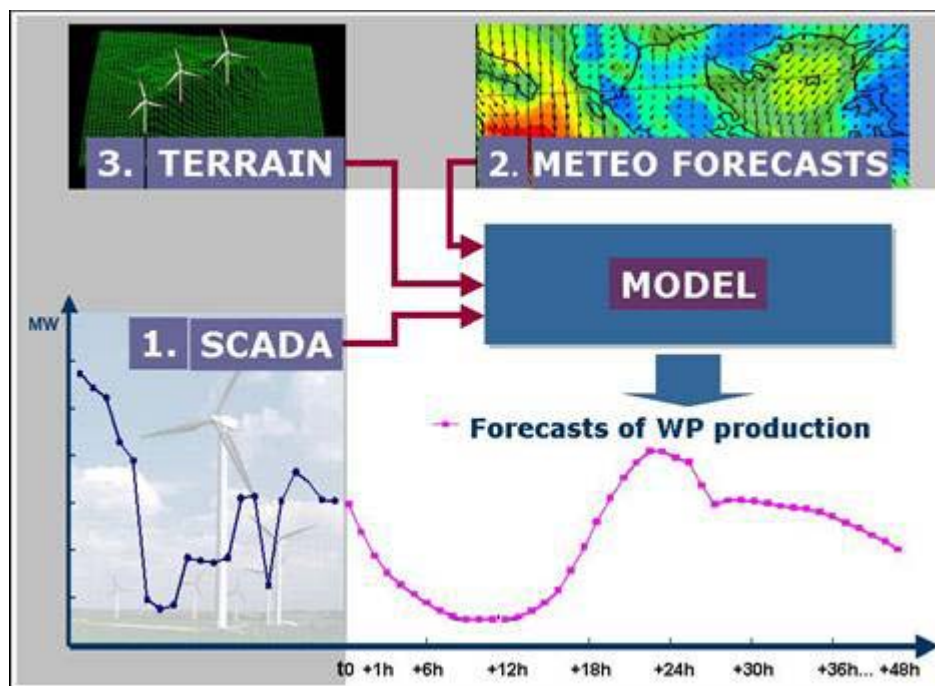 3. TERRAIN
2. METEO FORECASTS
MODEL
MW
1. SCADA
Forecasts of WP production
t0 +1h +6h +12h +18h +24h +30h +36h... +48h